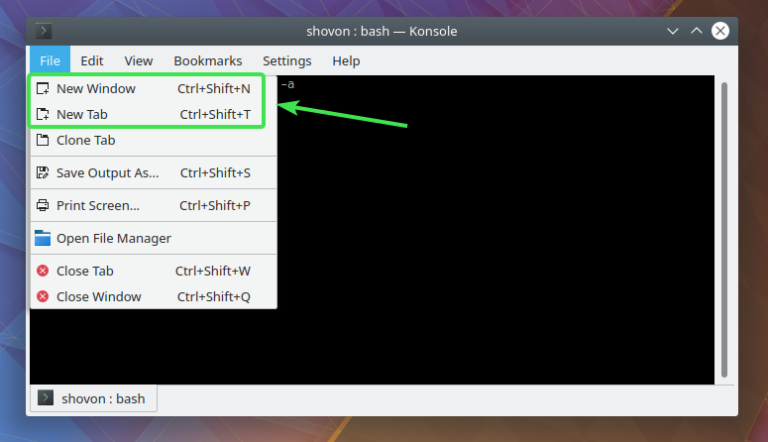 shovon : bash — Konsole
File Edit View Bookmarks Settings Help
-a
New Window Ctrl+Shift+N
New Tab Ctrl+Shift+T
Clone Tab
Save Output As... Ctrl+Shift+S
Print Screen... Ctrl+Shift+P
Open File Manager
Close Tab Ctrl+Shift+W
Close Window Ctrl+Shift+Q
shovon : bash